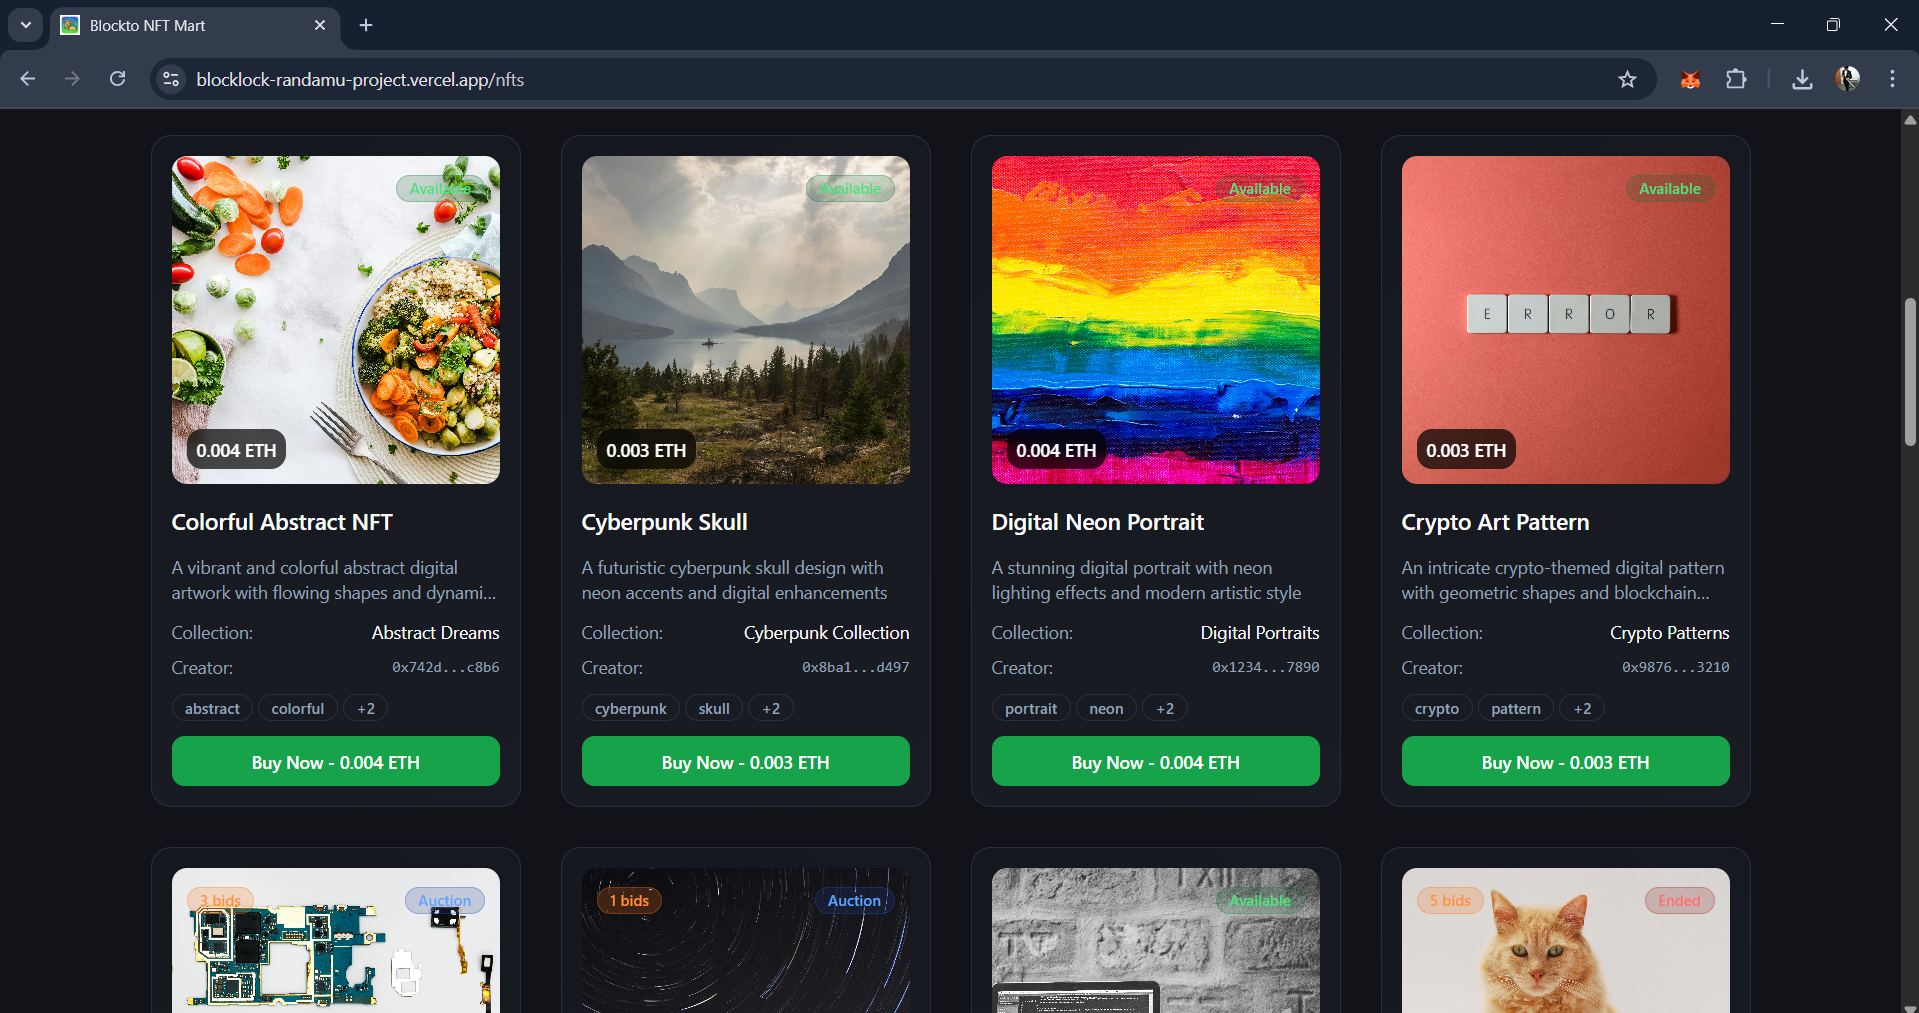 Blockto NFT Mart
blocklock-randamu-project.vercel.app/nfts
Available
0.004 ETH
Colorful Abstract NFT
A vibrant and colorful abstract digital
artwork with flowing shapes and dynami...
Collection: Abstract Dreams
Creator: 0x742d...c8b6
abstract colorful +2
Buy Now - 0.004 ETH
Available
0.003 ETH
Cyberpunk Skull
A futuristic cyberpunk skull design with
neon accents and digital enhancements
Collection: Cyberpunk Collection
Creator: 0x8ba1...d497
cyberpunk skull +2
Buy Now - 0.003 ETH
Available
0.004 ETH
Digital Neon Portrait
A stunning digital portrait with neon
lighting effects and modern artistic style
Collection: Digital Portraits
Creator: 0x1234...7890
portrait neon +2
Buy Now - 0.004 ETH
Available
E R R O R
0.003 ETH
Crypto Art Pattern
An intricate crypto-themed digital pattern
with geometric shapes and blockchain...
Collection: Crypto Patterns
Creator: 0x9876...3210
crypto pattern +2
Buy Now - 0.003 ETH
3 bids Auction
1 bids Auction
Available
5 bids Ended